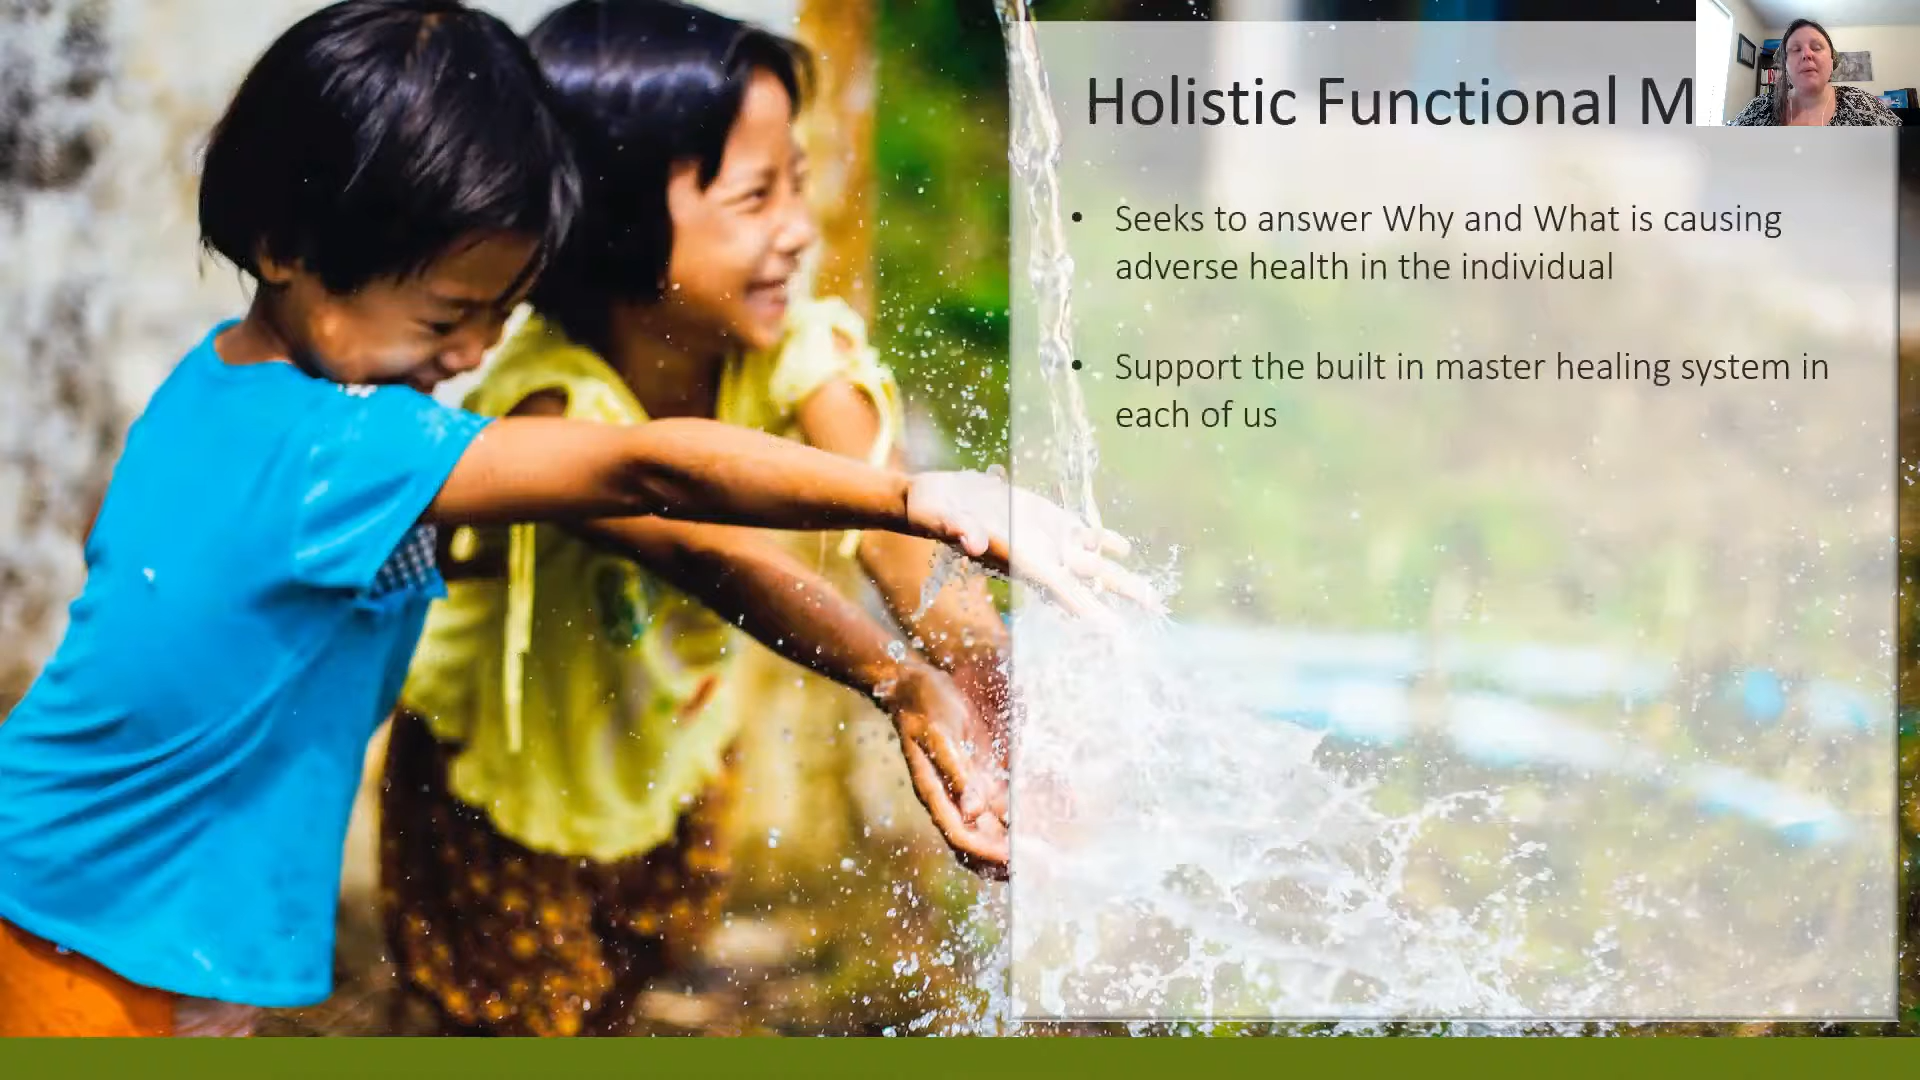 Holistic Functional M
• Seeks to answer Why and What is causing
adverse health in the individual
• Support the built in master healing system in
each of us